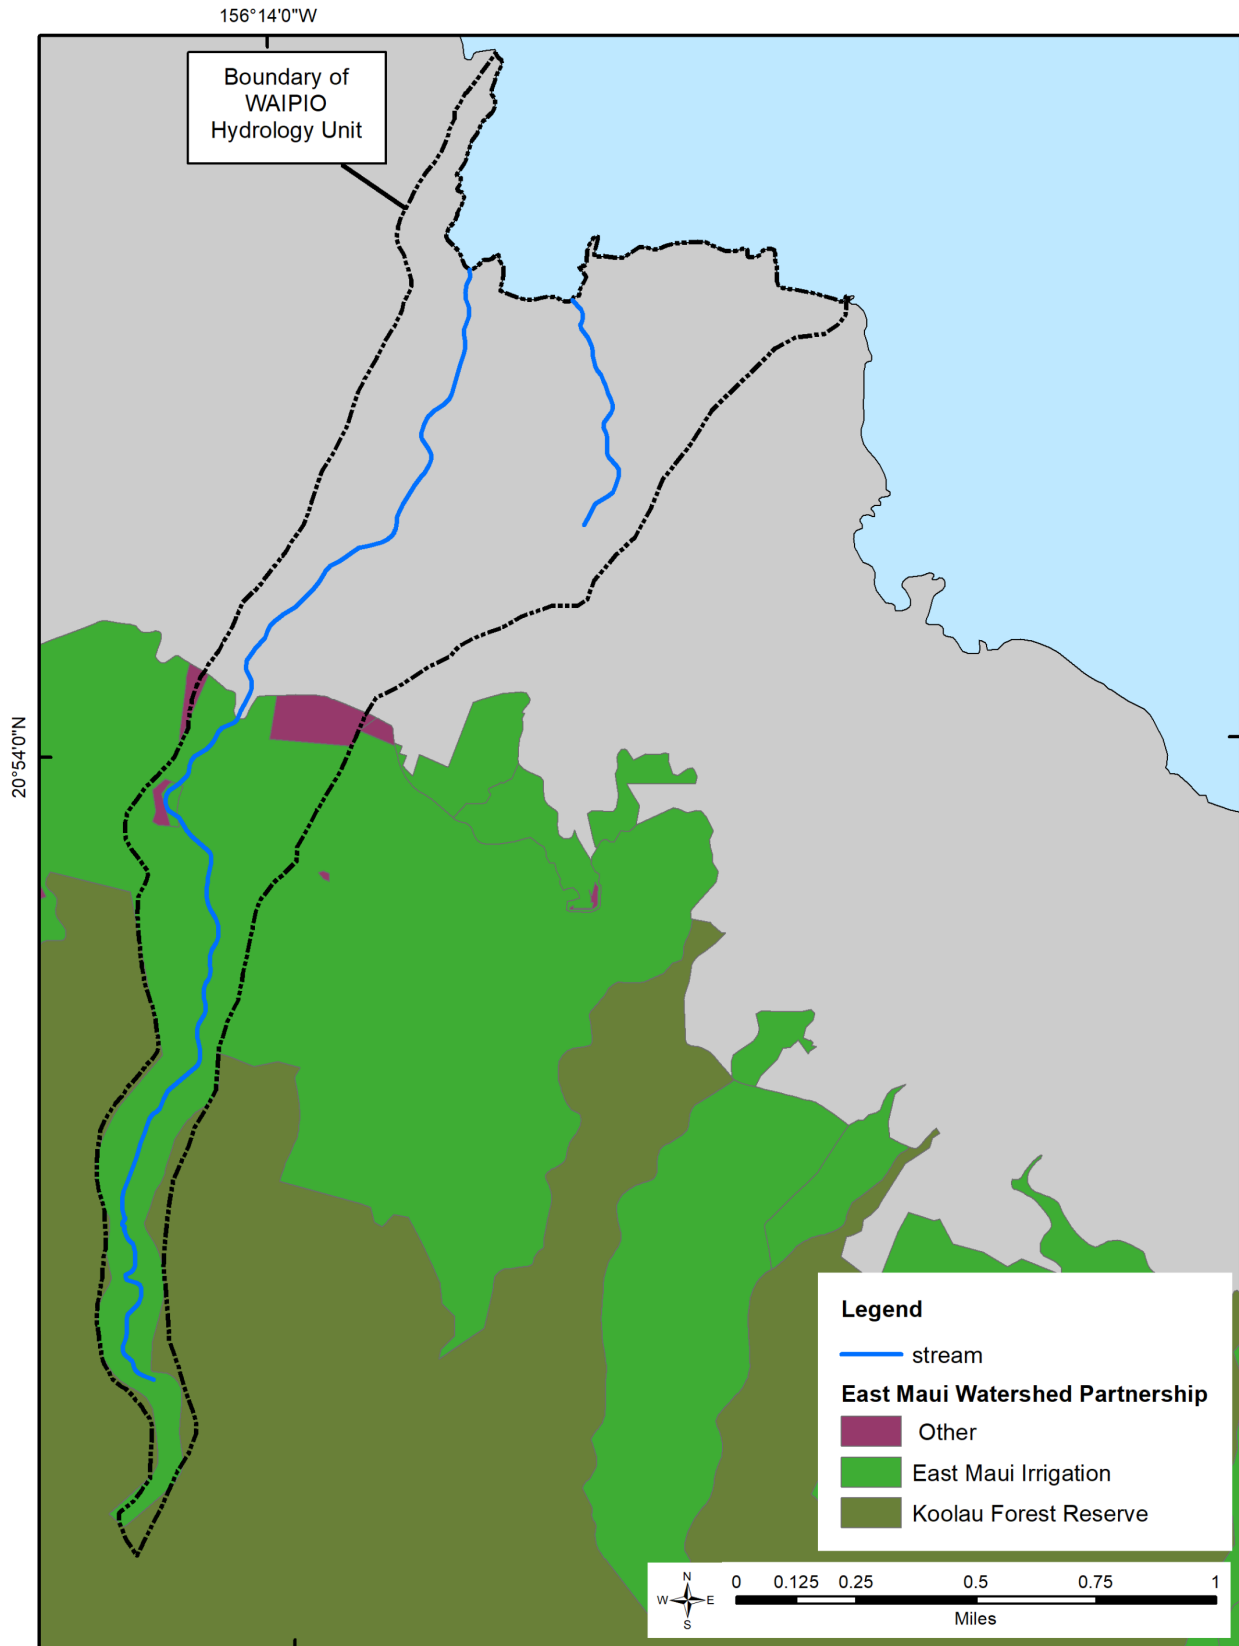 156°14'0"W
Boundary of
WAIPIO
Hydrology Unit
20°54'0"N
Legend
stream
East Maui Watershed Partnership
Other
East Maui Irrigation
Koolau Forest Reserve
N
W E
S
0 0.125 0.25 0.5 0.75 1
Miles